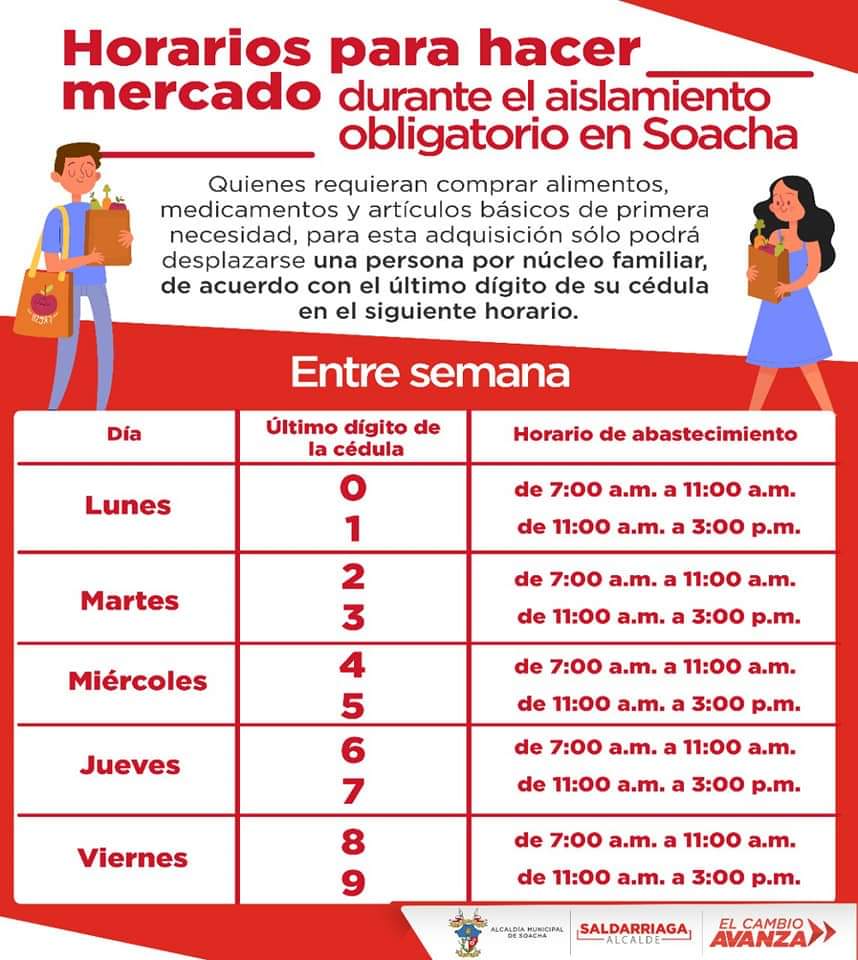 Horarios para hacer
mercado durante el aislamiento
obligatorio en Soacha
Quienes requieran comprar alimentos,
medicamentos y artículos básicos de primera
necesidad, para esta adquisición sólo podrá
desplazarse una persona por núcleo familiar,
de acuerdo con el último dígito de su cédula
en el siguiente horario.
Entre semana
Día
Último dígito de
la cédula
Horario de abastecimiento
Lunes
0 de 7:00 a.m. a 11:00 a.m.
1 de 11:00 a.m. a 3:00 p.m.
Martes
2 de 7:00 a.m. a 11:00 a.m.
3 de 11:00 a.m. a 3:00 p.m.
Miércoles
4 de 7:00 a.m. a 11:00 a.m.
5 de 11:00 a.m. a 3:00 p.m.
Jueves
6 de 7:00 a.m. a 11:00 a.m.
7 de 11:00 a.m. a 3:00 p.m.
Viernes
8 de 7:00 a.m. a 11:00 a.m.
9 de 11:00 a.m. a 3:00 p.m.
ALCALDÍA MUNICIPAL
DE SOACHA
SALDARRIAGA
ALCALDE
EL CAMBIO
AVANZA